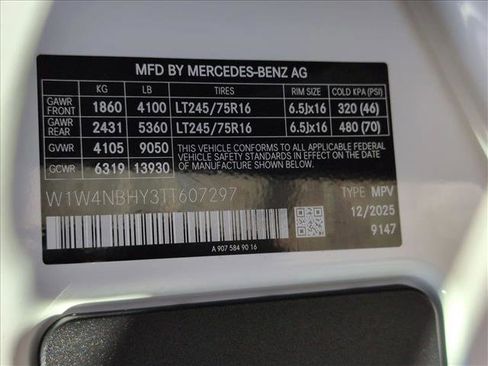 MFD BY MERCEDES-BENZ AG
KG LB TIRES RIM SIZE COLD KPA (PSI)
GAWR FRONT 1860 4100 LT245/75R16 6.5Jx16 320 (46)
GAWR REAR 2431 5360 LT245/75R16 6.5Jx16 480 (70)
GVWR 4105 9050 THIS VEHICLE CONFORMS TO ALL APPLICABLE FEDERAL
GCWR 6319 13930 MOTOR VEHICLE SAFETY STANDARDS IN EFFECT
ON THE DATE OF MANUFACTURE SHOWN
W1W4NBHY3TT607297 TYPE MPV
12/2025
9147
A 907 584 90 16